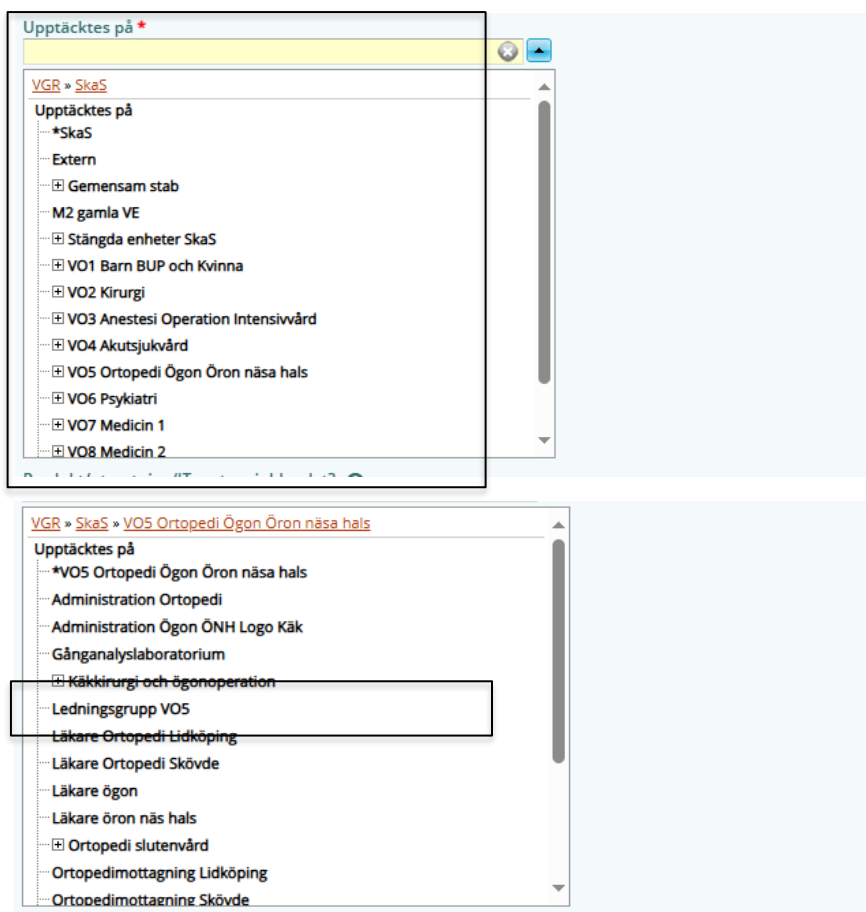 Upptäcktes på *
VGR » SkaS
Upptäcktes på
*SkaS
Extern
Gemensam stab
M2 gamla VE
Stängda enheter SkaS
VO1 Barn BUP och Kvinna
VO2 Kirurgi
VO3 Anestesi Operation Intensivvård
VO4 Akutsjukvård
VO5 Ortopedi Ögon Öron näsa hals
VO6 Psykiatri
VO7 Medicin 1
VO8 Medicin 2
VGR » SkaS » VO5 Ortopedi Ögon Öron näsa hals
Upptäcktes på
*VO5 Ortopedi Ögon Öron näsa hals
Administration Ortopedi
Administration Ögon ÖNH Logo Käk
Gånganalyslaboratorium
Käkkirurgi och ögonoperation
Ledningsgrupp VO5
Läkare Ortopedi Lidköping
Läkare Ortopedi Skövde
Läkare ögon
Läkare öron näs hals
Ortopedi slutenvård
Ortopedimottagning Lidköping
Ortopedimottagning Skövde